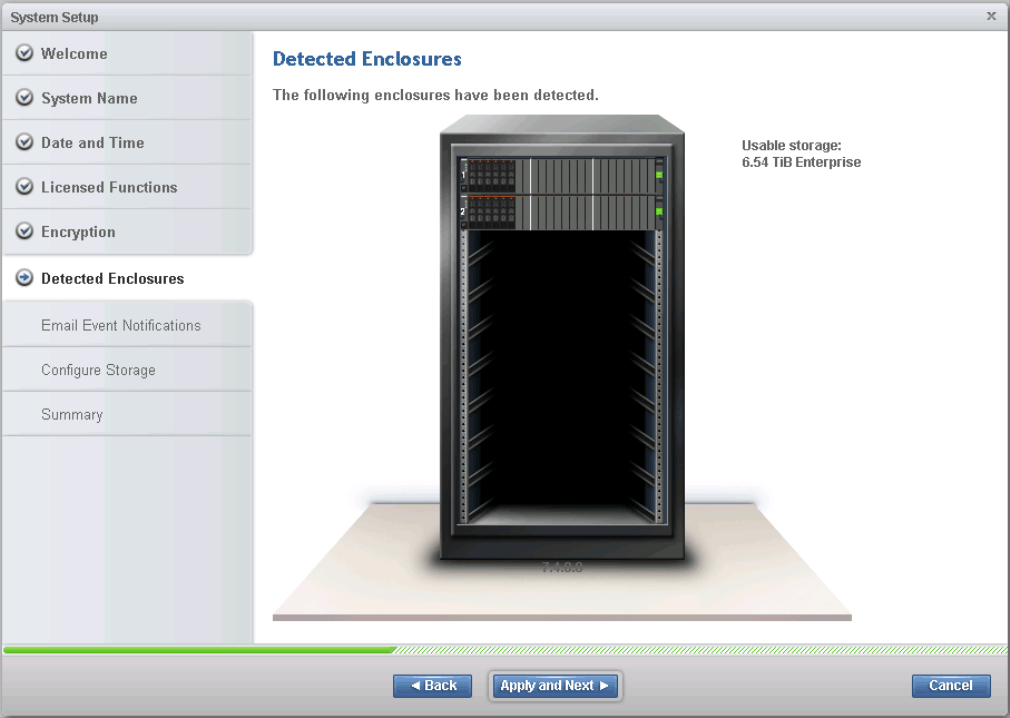 System Setup
x
Welcome
System Name
Date and Time
Licensed Functions
Encryption
Detected Enclosures
Email Event Notifications
Configure Storage
Summary
Detected Enclosures
The following enclosures have been detected.
Usable storage:
6.54 TiB Enterprise
1
2
7.4.0.0
Back
Apply and Next
Cancel